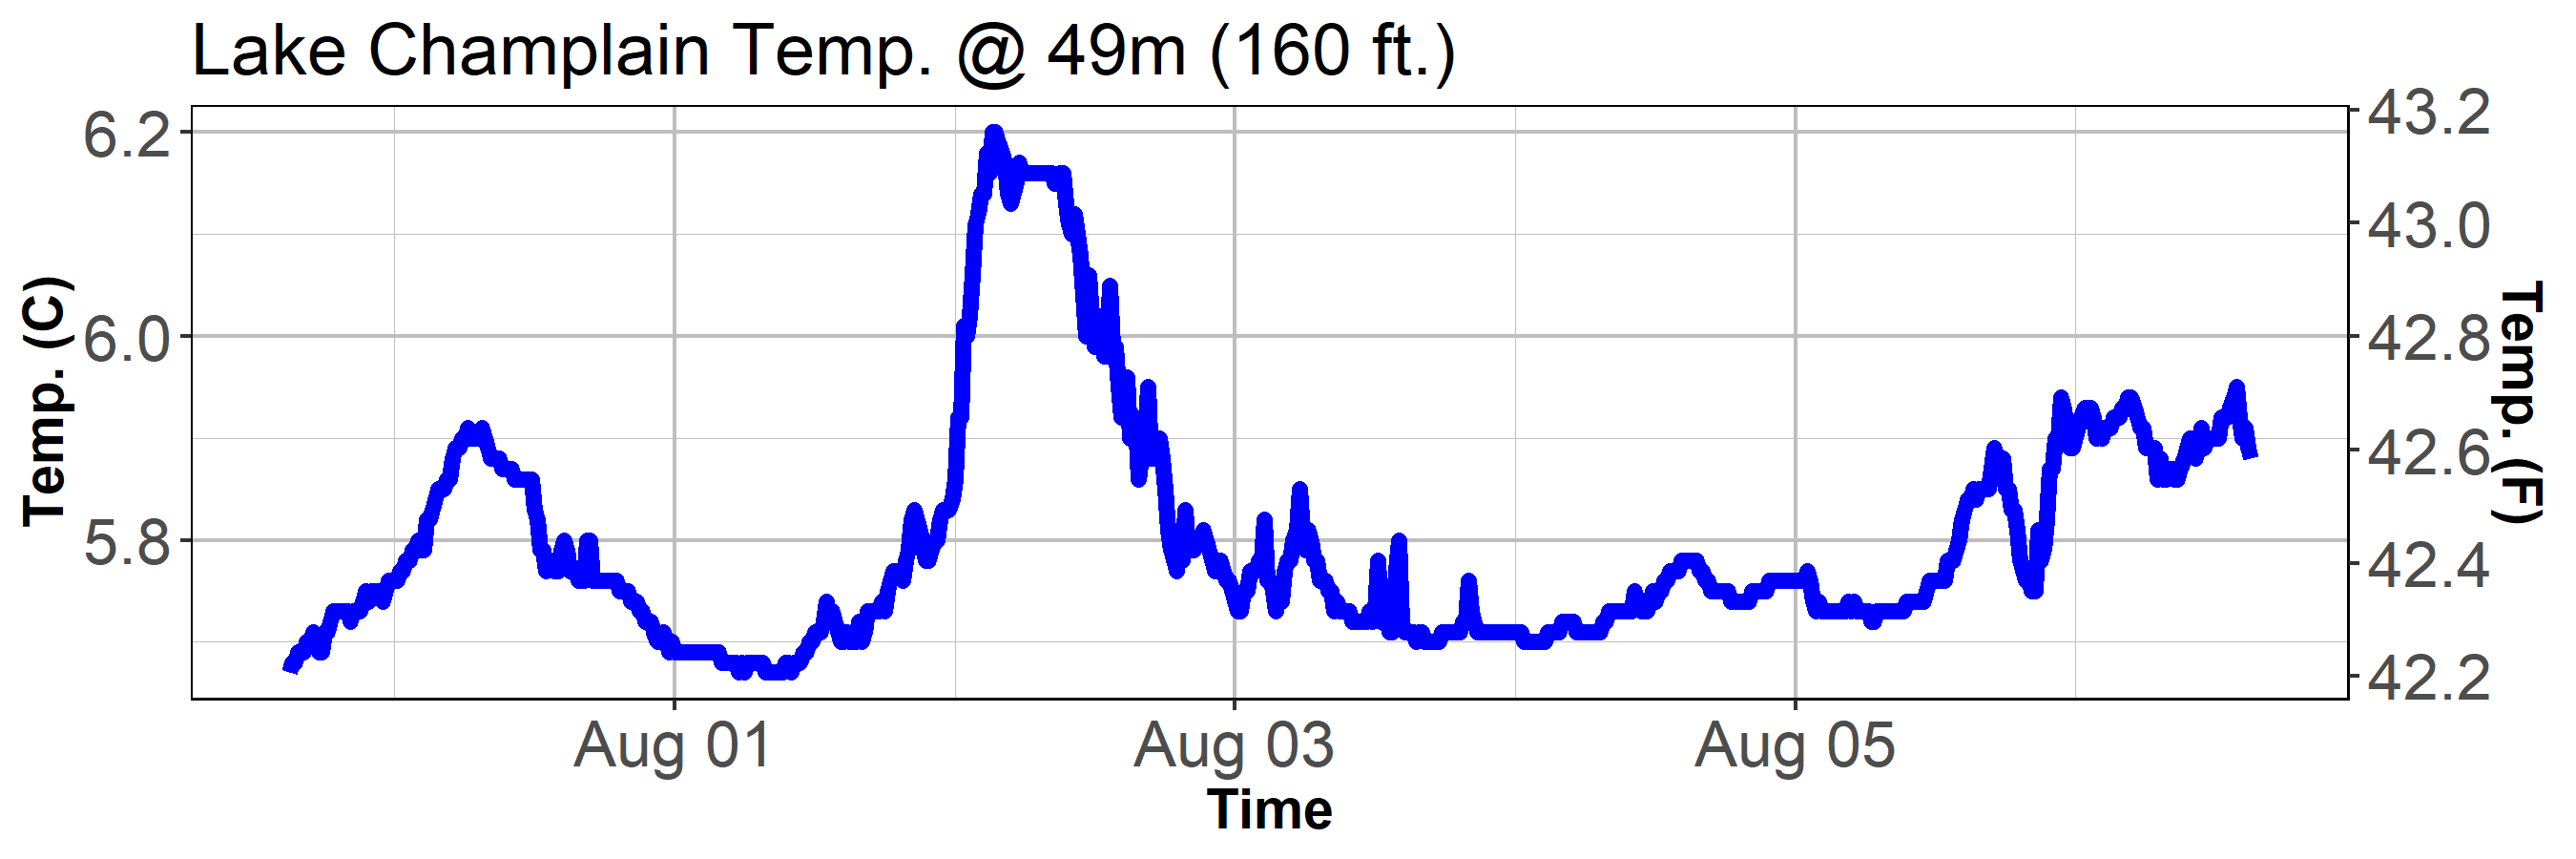 Lake Champlain Temp. @ 49m (160 ft.)
6.2
6.0
5.8
Temp. (C)
43.2
43.0
42.8
42.6
42.4
42.2
Temp. (F)
Aug 01
Aug 03
Aug 05
Time